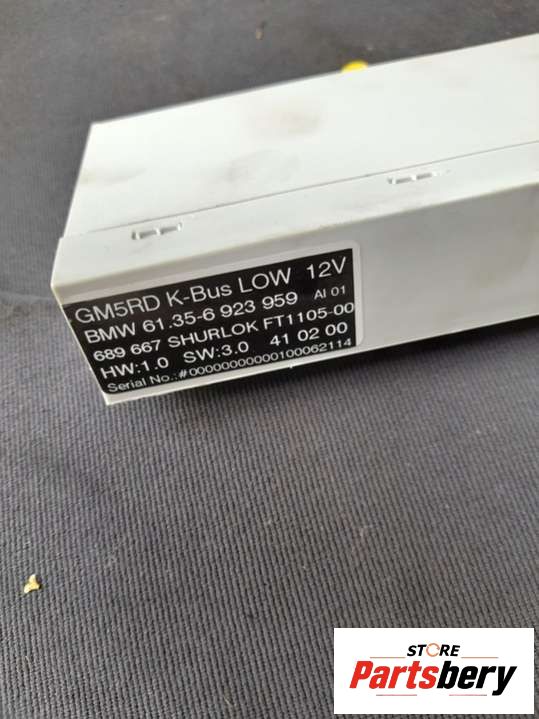 GM5RD K-Bus LOW 12V
BMW 61.35-6 923 959 AI 01
689 667 SHURLOK FT1105-00
HW:1.0 SW:3.0 41 02 00
Serial No.:#00000000000100062114
STORE
Partsbery